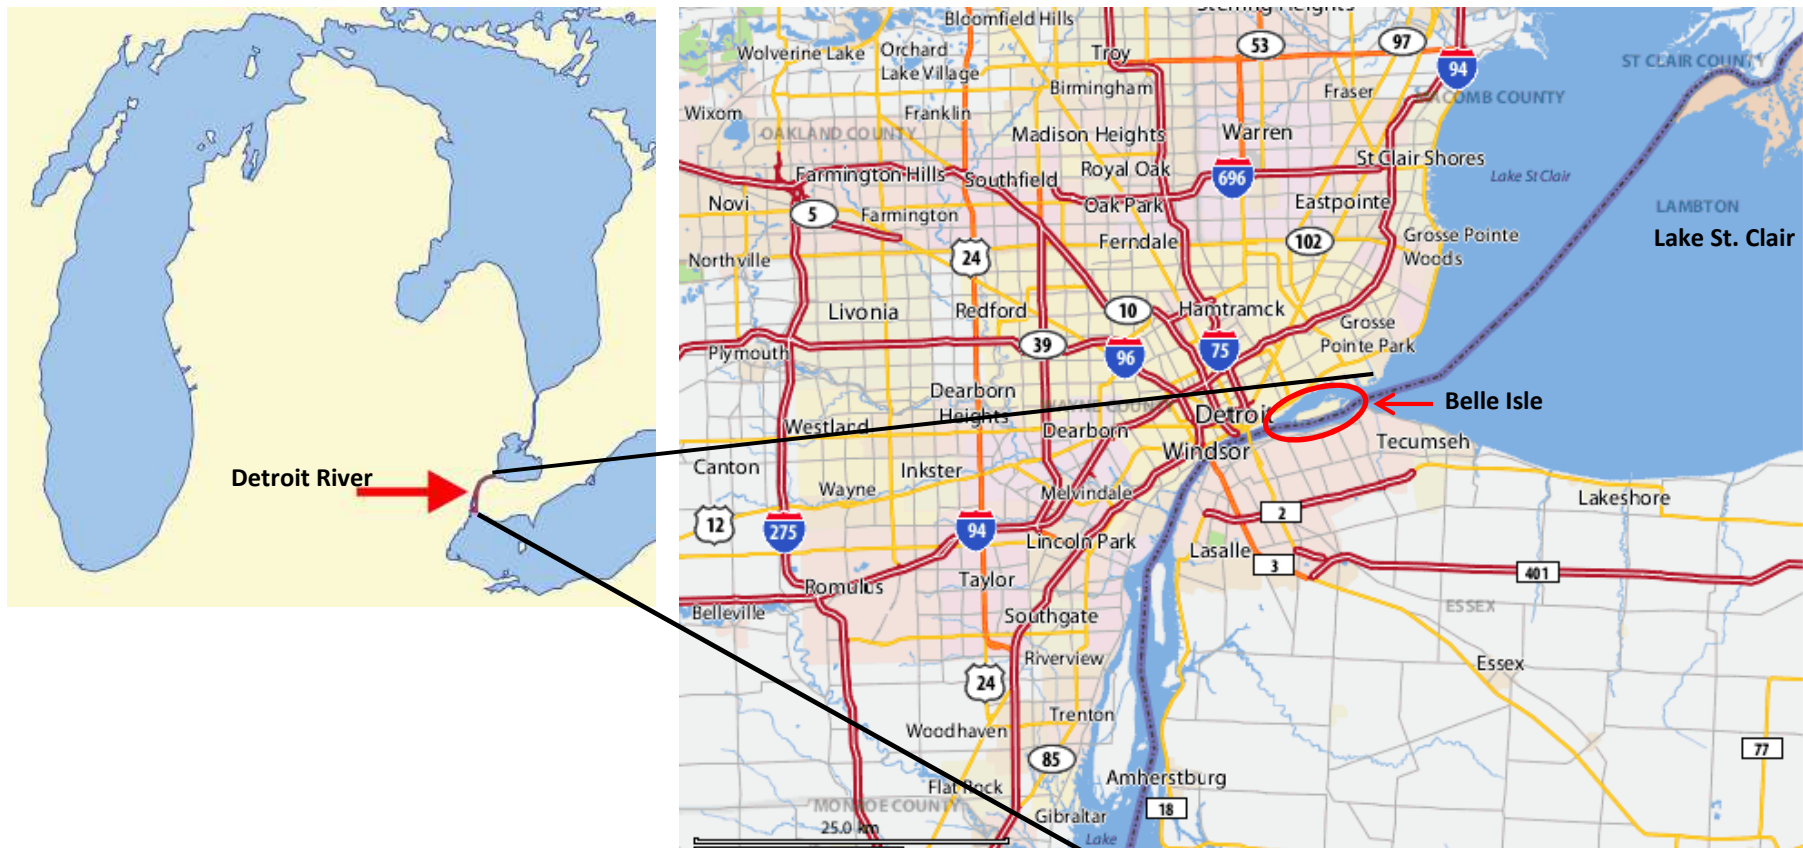 Detroit River
Bloomfield Hills
Sterling Heights
Wolverine Lake
Orchard
Lake Village
Troy
53
97
94
ST CLAIR COUNTY
Birmingham
Fraser
MACOMB COUNTY
Wixom
Franklin
OAKLAND COUNTY
Madison Heights
Warren
St Clair Shores
Farmington Hills
Southfield
Royal Oak
696
Lake St Clair
Novi
5
Farmington
Oak Park
Eastpointe
LAMBTON
Lake St. Clair
Northville
24
Ferndale
102
Grosse Pointe
Woods
Livonia
Redford
10
Hamtramck
Grosse
Pointe Park
Plymouth
39
96
75
Dearborn
Heights
WAYNE COUNTY
Detroit
Belle Isle
Westland
Dearborn
Windsor
Tecumseh
Canton
Inkster
Wayne
Melvindale
Lakeshore
12
275
94
Lincoln Park
2
Lasalle
3
401
Romulus
Taylor
Belleville
Southgate
ESSEX
Riverview
Essex
24
Trenton
Woodhaven
85
77
Amherstburg
Flat Rock
MONROE COUNTY
18
Gibraltar
25.0 km
Lake